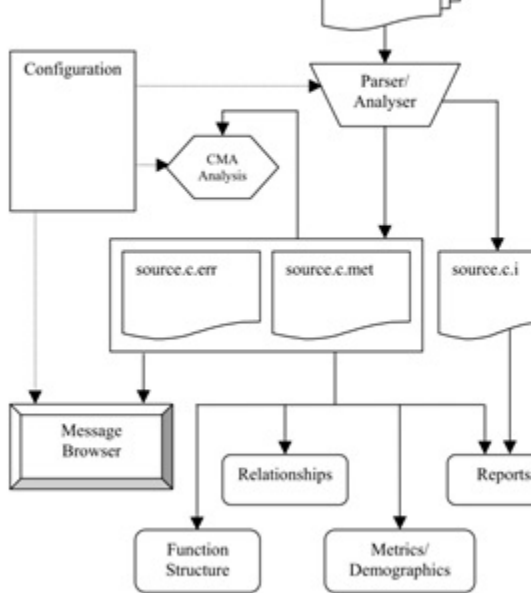 Configuration
Parser/
Analyser
CMA
Analysis
source.c.err
source.c.met
source.c.i
Message
Browser
Relationships
Reports
Function
Structure
Metrics/
Demographics